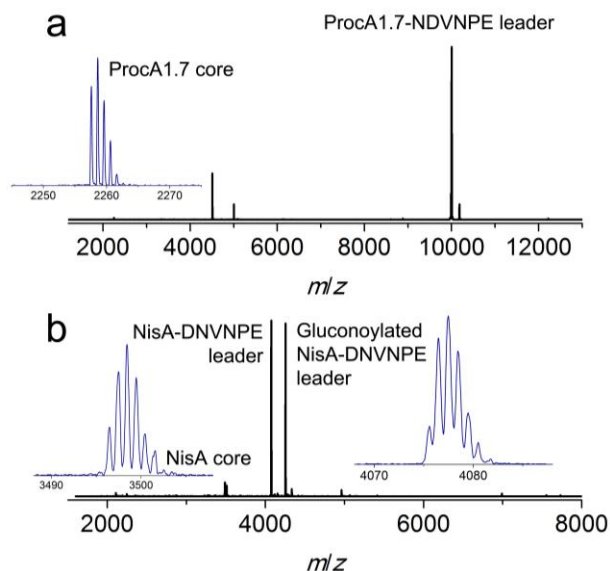 a
ProcA1.7-NDVNPE leader
ProcA1.7 core
2250 2260 2270
2000 4000 6000 8000 10000 12000
m/z
b
NisA-DNVNPE
leader
Gluconoylated
NisA-DNVNPE
leader
NisA core
3490 3500
4070 4080
2000 4000 6000 8000
m/z